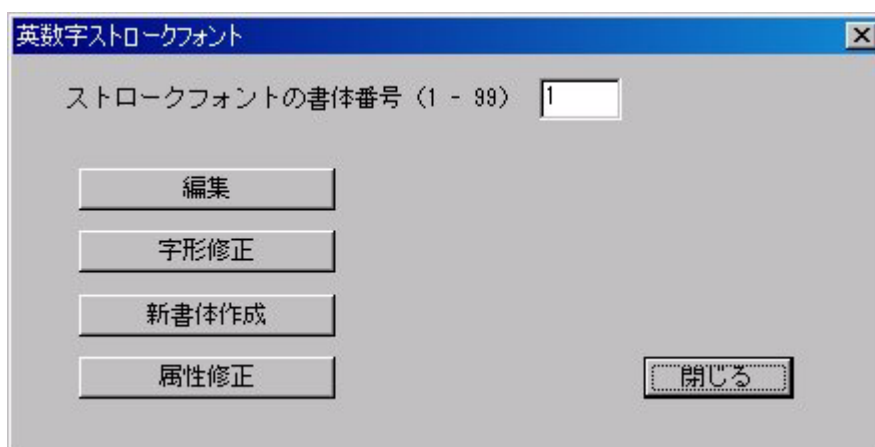 英数字ストロークフォント
ストロークフォントの書体番号（1 - 99） 1
編集
字形修正
新書体作成
属性修正
閉じる